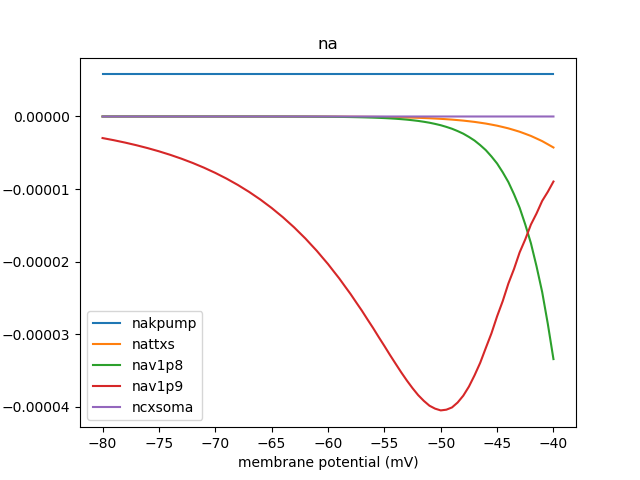 na
0.00000
−0.00001
−0.00002
−0.00003
−0.00004
nakpump
nattxs
nav1p8
nav1p9
ncxsoma
−80 −75 −70 −65 −60 −55 −50 −45 −40
membrane potential (mV)